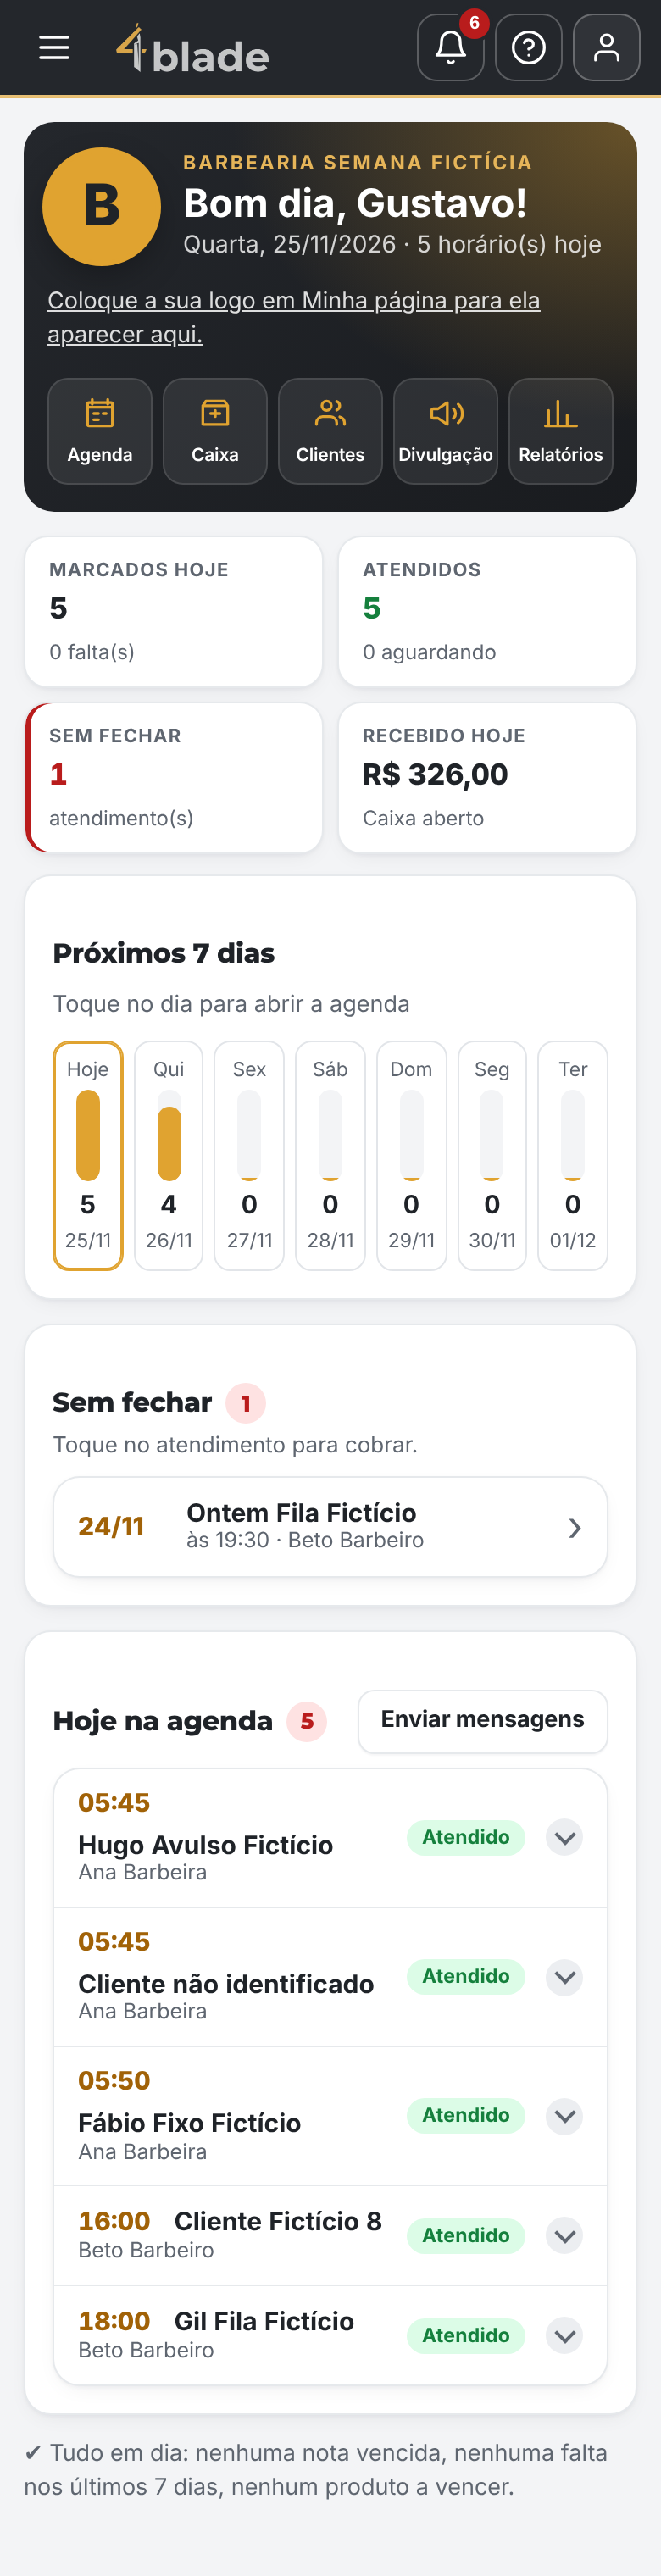 4blade
6
B
BARBEARIA SEMANA FICTÍCIA
Bom dia, Gustavo!
Quarta, 25/11/2026 · 5 horário(s) hoje
Coloque a sua logo em Minha página para ela
aparecer aqui.
Agenda
Caixa
Clientes
Divulgação
Relatórios
MARCADOS HOJE
5
0 falta(s)
ATENDIDOS
5
0 aguardando
SEM FECHAR
1
atendimento(s)
RECEBIDO HOJE
R$ 326,00
Caixa aberto
Próximos 7 dias
Toque no dia para abrir a agenda
Hoje Qui Sex Sáb Dom Seg Ter
5 4 0 0 0 0 0
25/11 26/11 27/11 28/11 29/11 30/11 01/12
Sem fechar 1
Toque no atendimento para cobrar.
24/11
Ontem Fila Fictício
às 19:30 · Beto Barbeiro
Hoje na agenda 5
Enviar mensagens
05:45
Hugo Avulso Fictício
Ana Barbeira
Atendido
05:45
Cliente não identificado
Ana Barbeira
Atendido
05:50
Fábio Fixo Fictício
Ana Barbeira
Atendido
16:00 Cliente Fictício 8
Beto Barbeiro
Atendido
18:00 Gil Fila Fictício
Beto Barbeiro
Atendido
✔ Tudo em dia: nenhuma nota vencida, nenhuma falta
nos últimos 7 dias, nenhum produto a vencer.